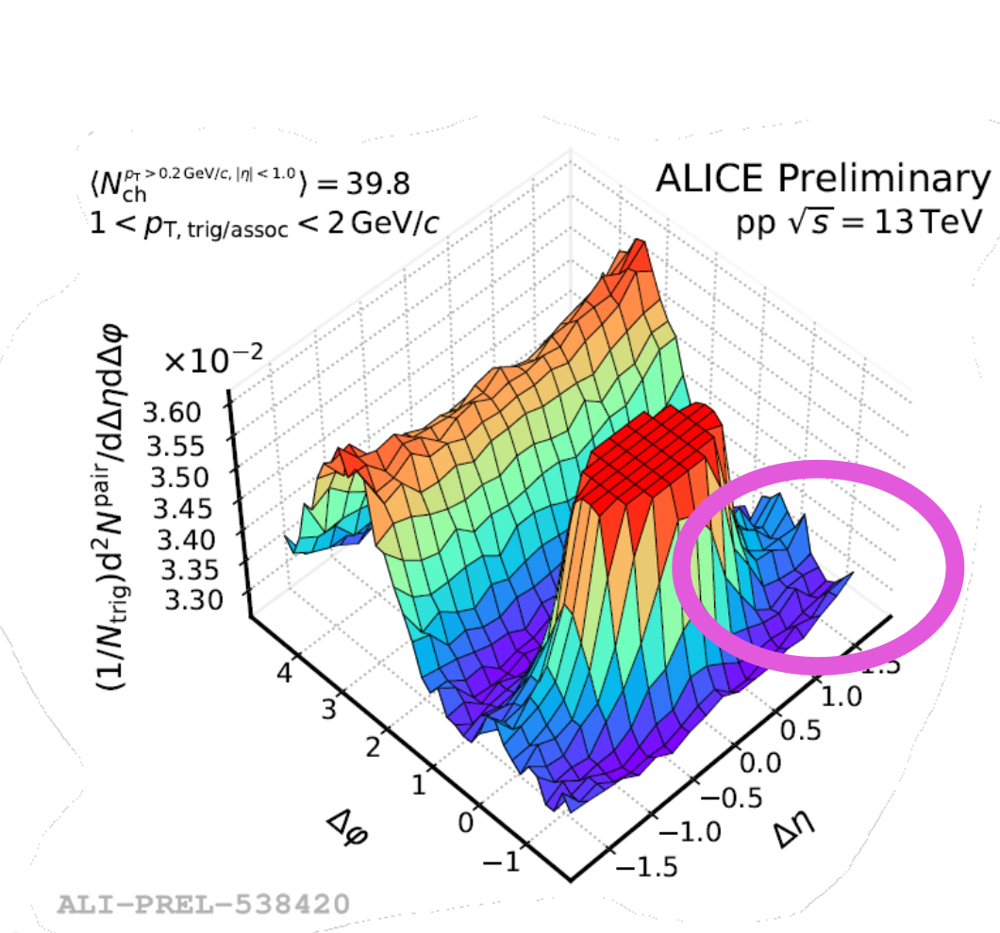 ⟨N_ch^{p_T > 0.2 GeV/c, |η| < 1.0}⟩ = 39.8
1 < p_{T, trig/assoc} < 2 GeV/c
ALICE Preliminary
pp √s = 13 TeV
×10⁻²
(1/N_trig)d²N^pair/dΔηdΔφ
3.60
3.55
3.50
3.45
3.40
3.35
3.30
4
3
2
1
0
−1
Δφ
1.5
1.0
0.5
0.0
−0.5
−1.0
−1.5
Δη
ALI−PREL−538420